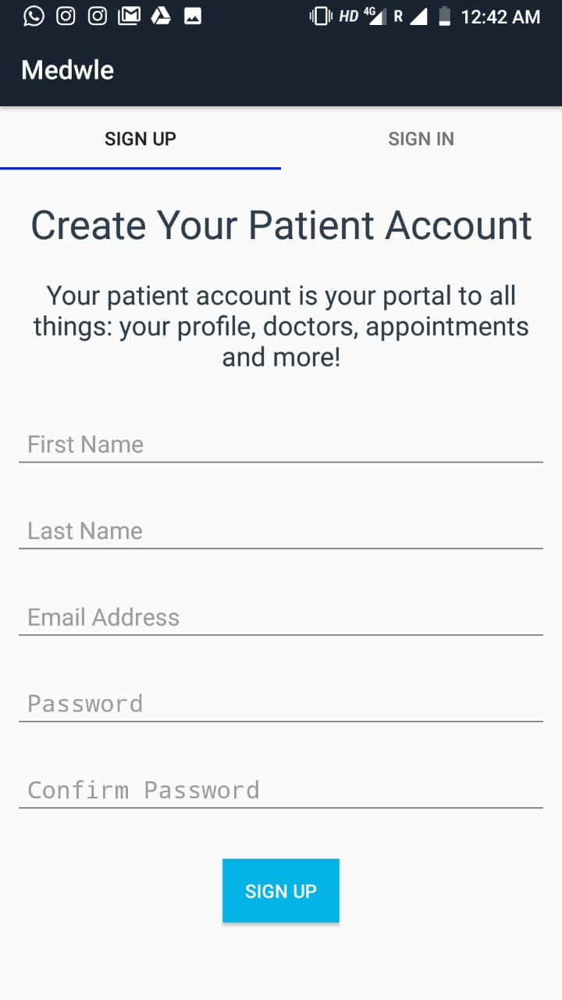 HD 4G R 12:42 AM
Medwle
SIGN UP SIGN IN
Create Your Patient Account
Your patient account is your portal to all
things: your profile, doctors, appointments
and more!
First Name
Last Name
Email Address
Password
Confirm Password
SIGN UP